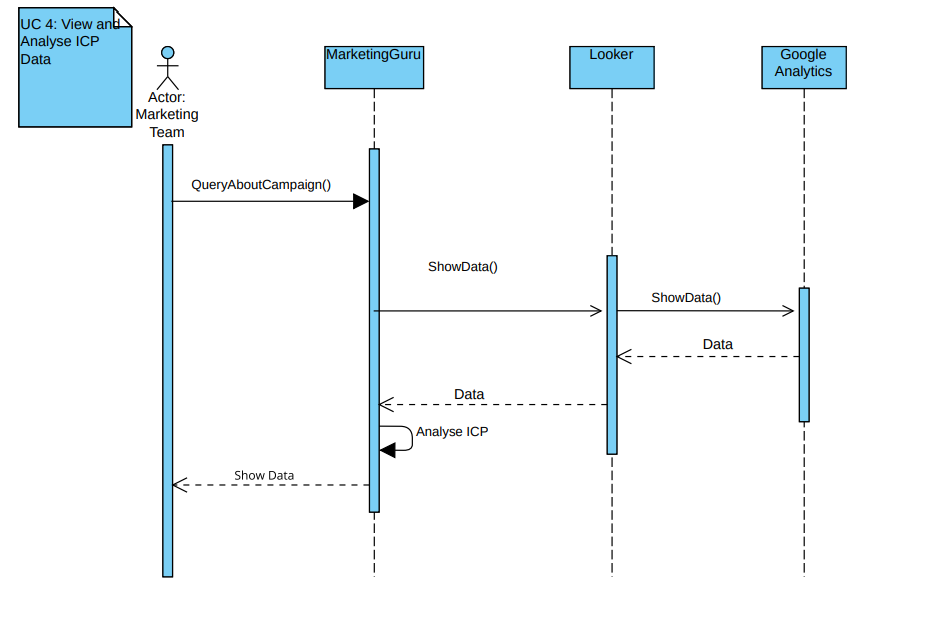 UC 4: View and
Analyse ICP
Data
Actor:
Marketing
Team
MarketingGuru
Looker
Google
Analytics
QueryAboutCampaign()
ShowData()
ShowData()
Data
Data
Analyse ICP
Show Data